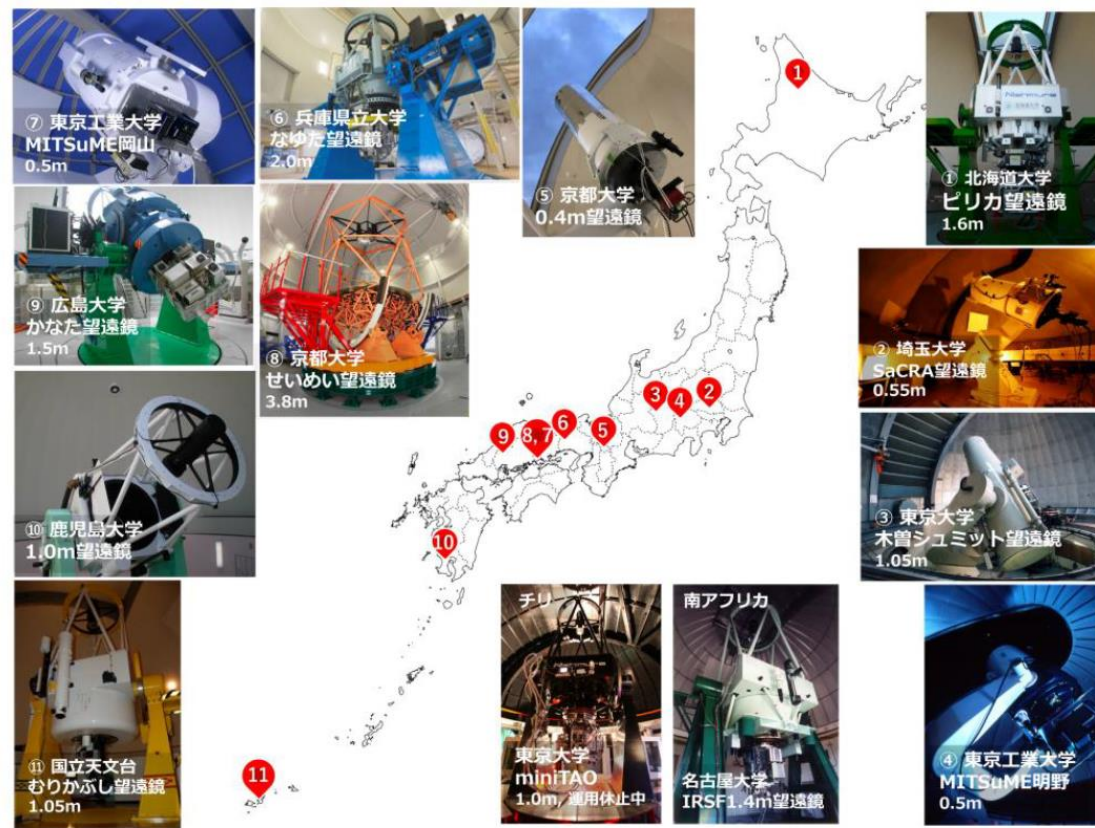 ⑦ 東京工業大学
MITSuME岡山
0.5m
⑥ 兵庫県立大学
なゆた望遠鏡
2.0m
⑤ 京都大学
0.4m望遠鏡
① 北海道大学
ピリカ望遠鏡
1.6m
⑨ 広島大学
かなた望遠鏡
1.5m
⑧ 京都大学
せいめい望遠鏡
3.8m
② 埼玉大学
SaCRA望遠鏡
0.55m
1
3
4
2
9
8, 7
6
5
10
11
⑩ 鹿児島大学
1.0m望遠鏡
③ 東京大学
木曽シュミット望遠鏡
1.05m
⑪ 国立天文台
むりかぶし望遠鏡
1.05m
チリ
東京大学
miniTAO
1.0m, 運用休止中
南アフリカ
名古屋大学
IRSF1.4m望遠鏡
④ 東京工業大学
MITSuME明野
0.5m